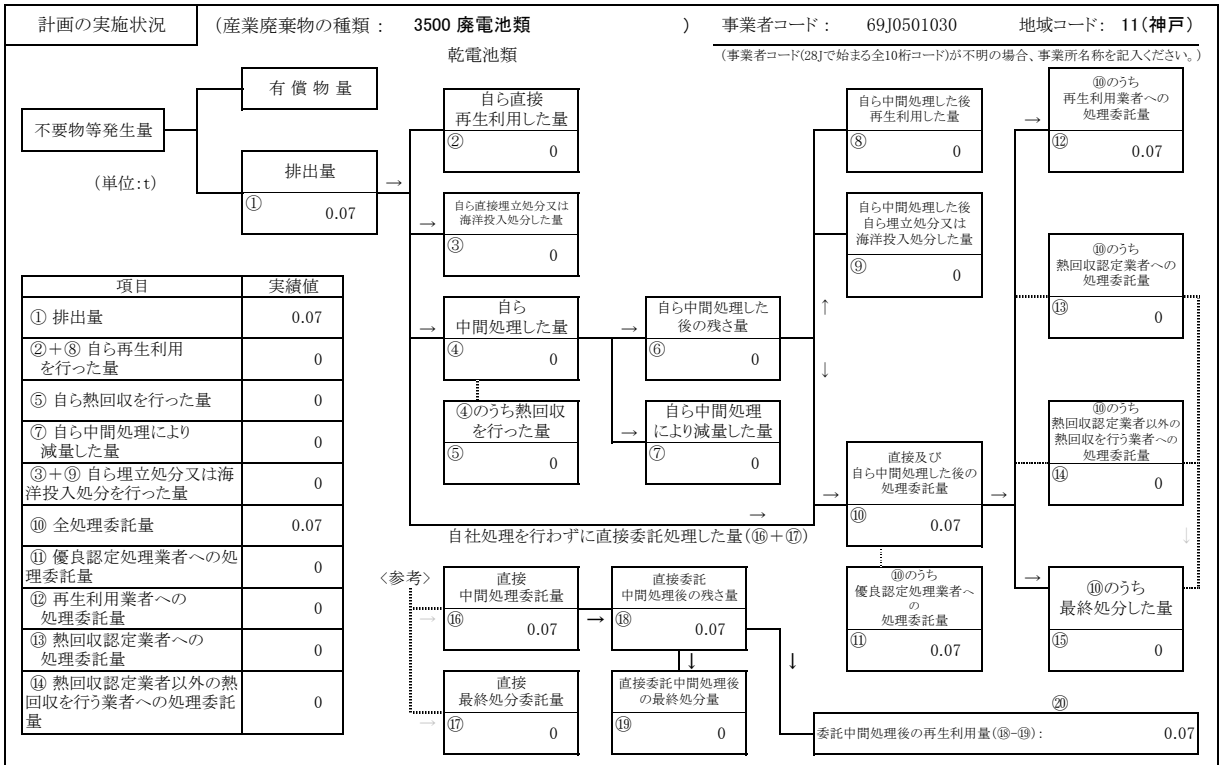 計画の実施状況 (産業廃棄物の種類: 3500 廃電池類 ) 事業者コード: 69J0501030 地域コード: 11(神戸)
乾電池類
(事業者コード(28Jで始まる全10桁コード)が不明の場合、事業所名称を記入ください。)
不要物等発生量
(単位:t)
有償物量
排出量
① 0.07
→
自ら直接
再生利用した量
② 0
→
自ら直接埋立処分又は
海洋投入処分した量
③ 0
→
自ら
中間処理した量
④ 0
④のうち熱回収
を行った量
⑤ 0
→
自ら中間処理した
後の残さ量
⑥ 0
→
自ら中間処理
により減量した量
⑦ 0
自ら中間処理した後
再生利用した量
⑧ 0
自ら中間処理した後
自ら埋立処分又は
海洋投入処分した量
⑨ 0
↑
↓
→
→
自社処理を行わずに直接委託処理した量(⑯+⑰)
直接及び
自ら中間処理した後の
処理委託量
⑩ 0.07
→
⑩のうち
優良認定処理業者へ
の
処理委託量
⑪ 0.07
→
⑩のうち
再生利用業者への
処理委託量
⑫ 0.07
⑩のうち
熱回収認定業者への
処理委託量
⑬ 0
⑩のうち
熱回収認定業者以外の
熱回収を行う業者への
処理委託量
⑭ 0
↓
→
⑩のうち
最終処分した量
⑮ 0
項目 実績値
① 排出量 0.07
②+⑧ 自ら再生利用
を行った量 0
⑤ 自ら熱回収を行った量 0
⑦ 自ら中間処理により
減量した量 0
③+⑨ 自ら埋立処分又は海
洋投入処分を行った量 0
⑩ 全処理委託量 0.07
⑪ 優良認定処理業者への処
理委託量 0
⑫ 再生利用業者への
処理委託量 0
⑬ 熱回収認定業者への
処理委託量 0
⑭ 熱回収認定業者以外の熱
回収を行う業者への処理委託
量 0
〈参考〉
→
直接
中間処理委託量
⑯ 0.07
→
直接委託
中間処理後の残さ量
⑱ 0.07
↓
↓
→
直接
最終処分委託量
⑰ 0
直接委託中間処理後
の最終処分量
⑲ 0
⑳
委託中間処理後の再生利用量(⑱-⑲): 0.07